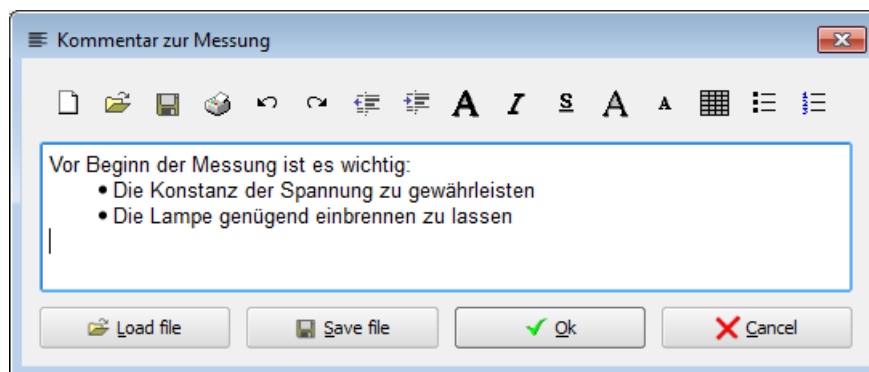 Kommentar zur Messung
Vor Beginn der Messung ist es wichtig:
• Die Konstanz der Spannung zu gewährleisten
• Die Lampe genügend einbrennen zu lassen
Load file
Save file
Ok
Cancel